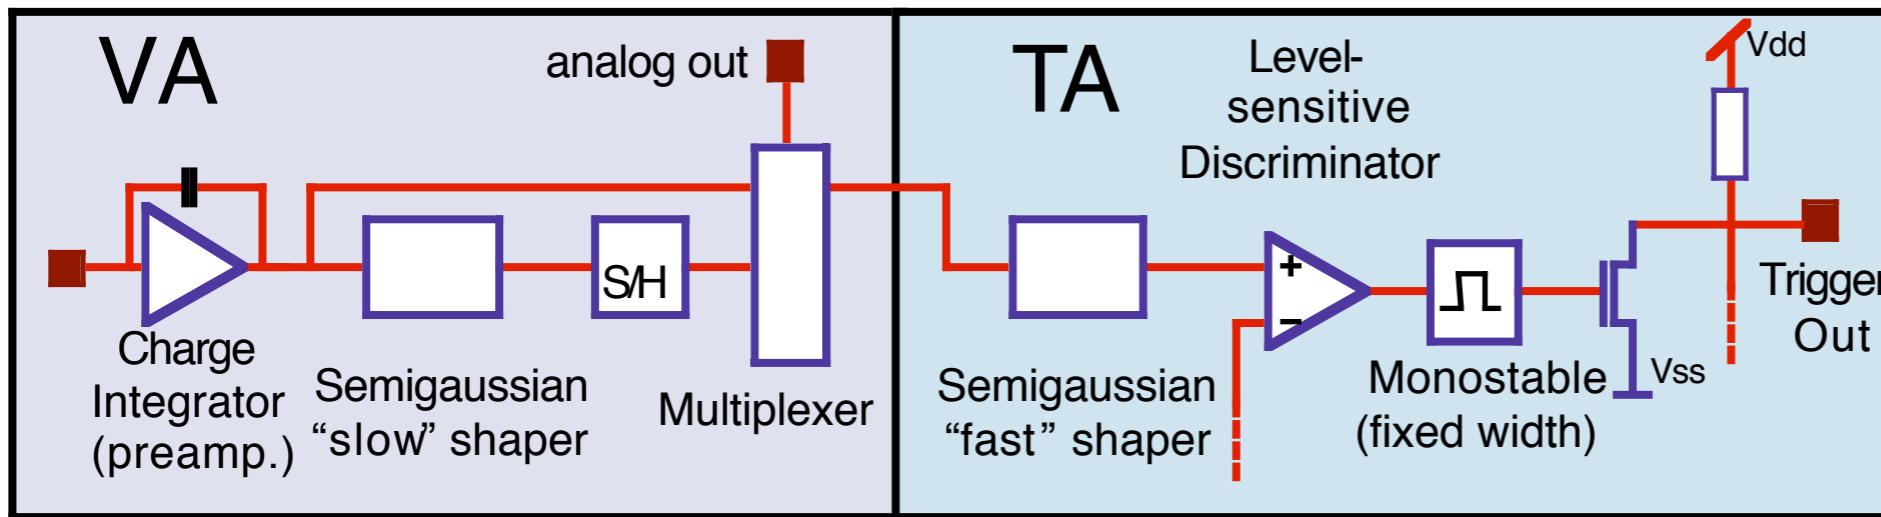 VA
analog out
Charge
Integrator
(preamp.)
Semigaussian
“slow” shaper
S/H
Multiplexer
TA
Level-
sensitive
Discriminator
Semigaussian
“fast” shaper
+
−
Monostable
(fixed width)
Vdd
Vss
Trigger
Out